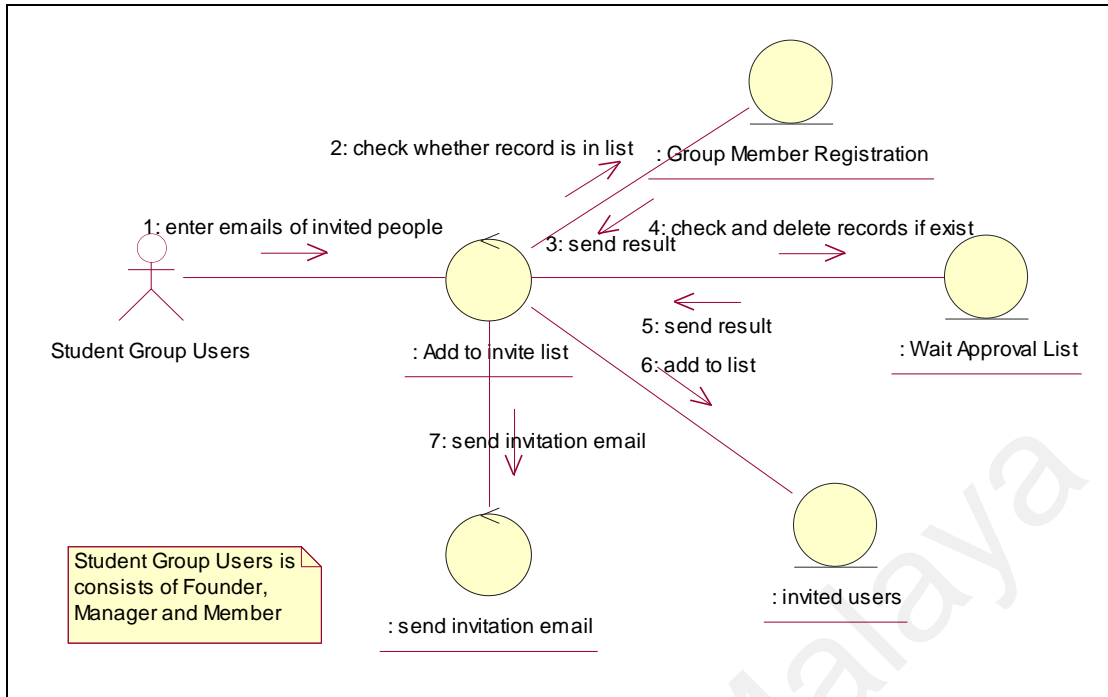 2: check whether record is in list
: Group Member Registration
1: enter emails of invited people
3: send result
4: check and delete records if exist
Student Group Users
: Add to invite list
5: send result
: Wait Approval List
6: add to list
7: send invitation email
Student Group Users is
consists of Founder,
Manager and Member
: send invitation email
: invited users
Malaya